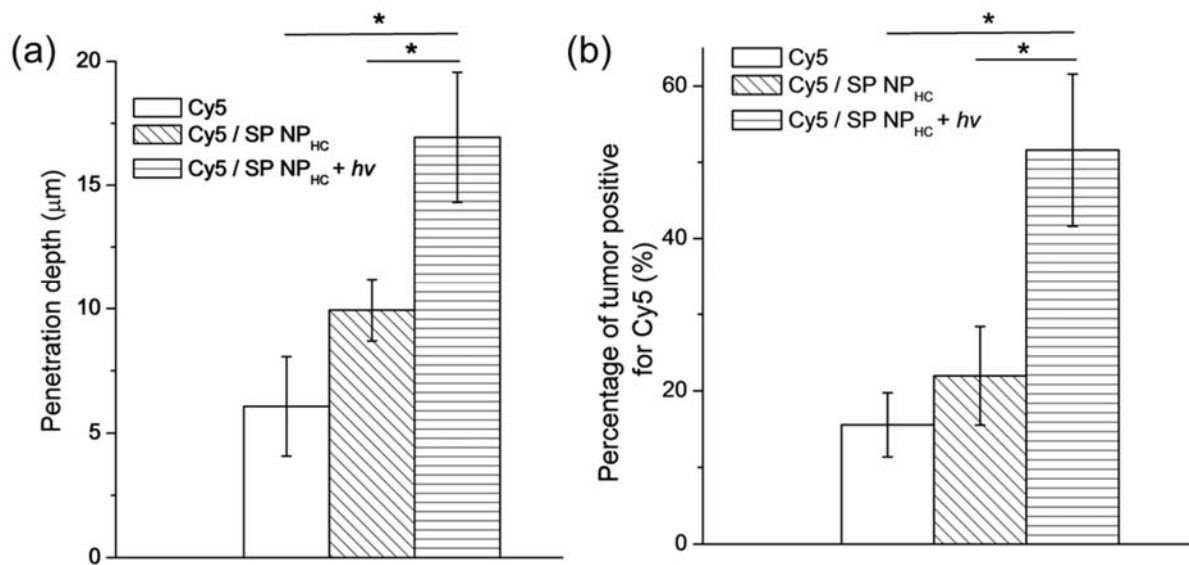 (a)
*
*
20
15
10
5
0
Penetration depth (μm)
Cy5
Cy5 / SP NP_HC
Cy5 / SP NP_HC + hv
(b)
*
*
60
40
20
0
Percentage of tumor positive
for Cy5 (%)
Cy5
Cy5 / SP NP_HC
Cy5 / SP NP_HC + hv